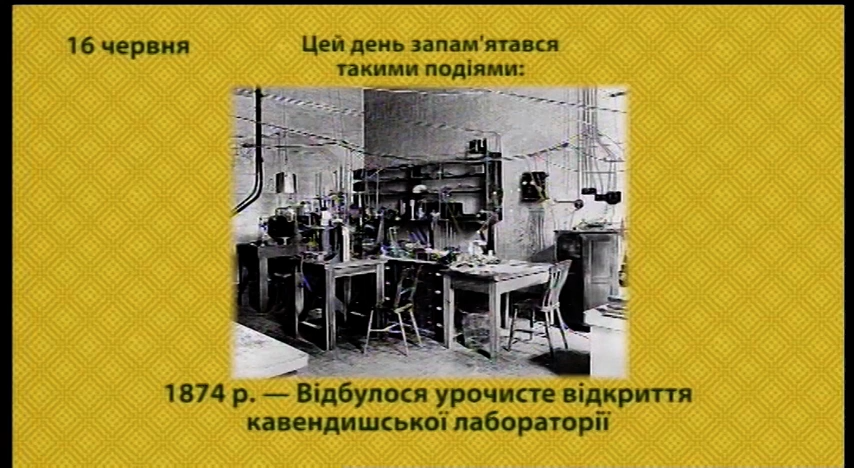 16 червня
Цей день запам'ятався
такими подіями:
1874 р. — Відбулося урочисте відкриття
кавендишської лабораторії